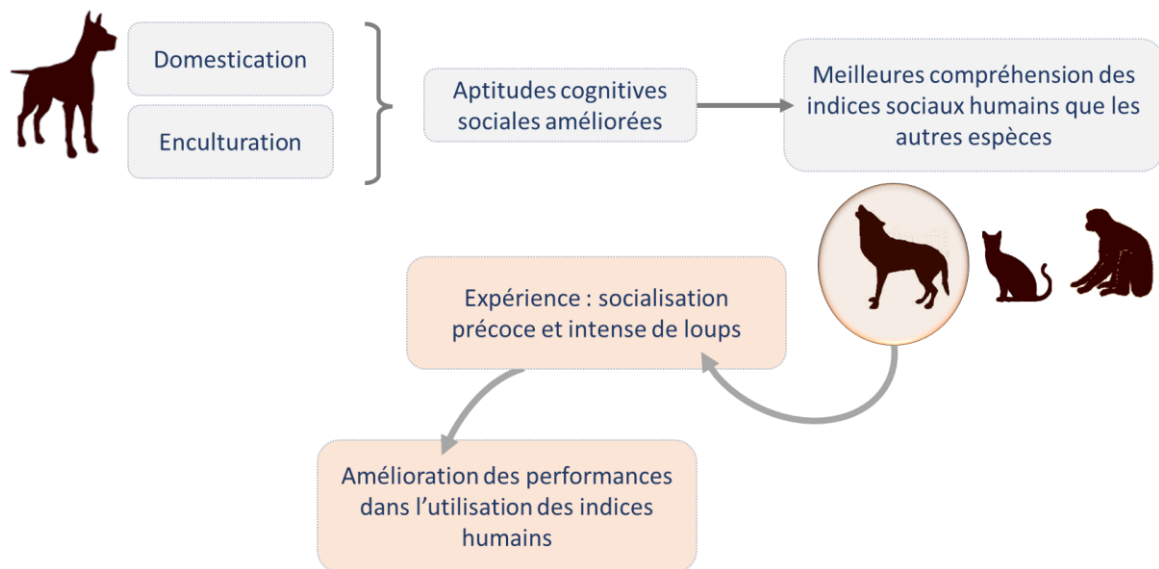 Domestication
Enculturation
Aptitudes cognitives
sociales améliorées
Meilleures compréhension des
indices sociaux humains que les
autres espèces
Expérience : socialisation
précoce et intense de loups
Amélioration des performances
dans l’utilisation des indices
humains